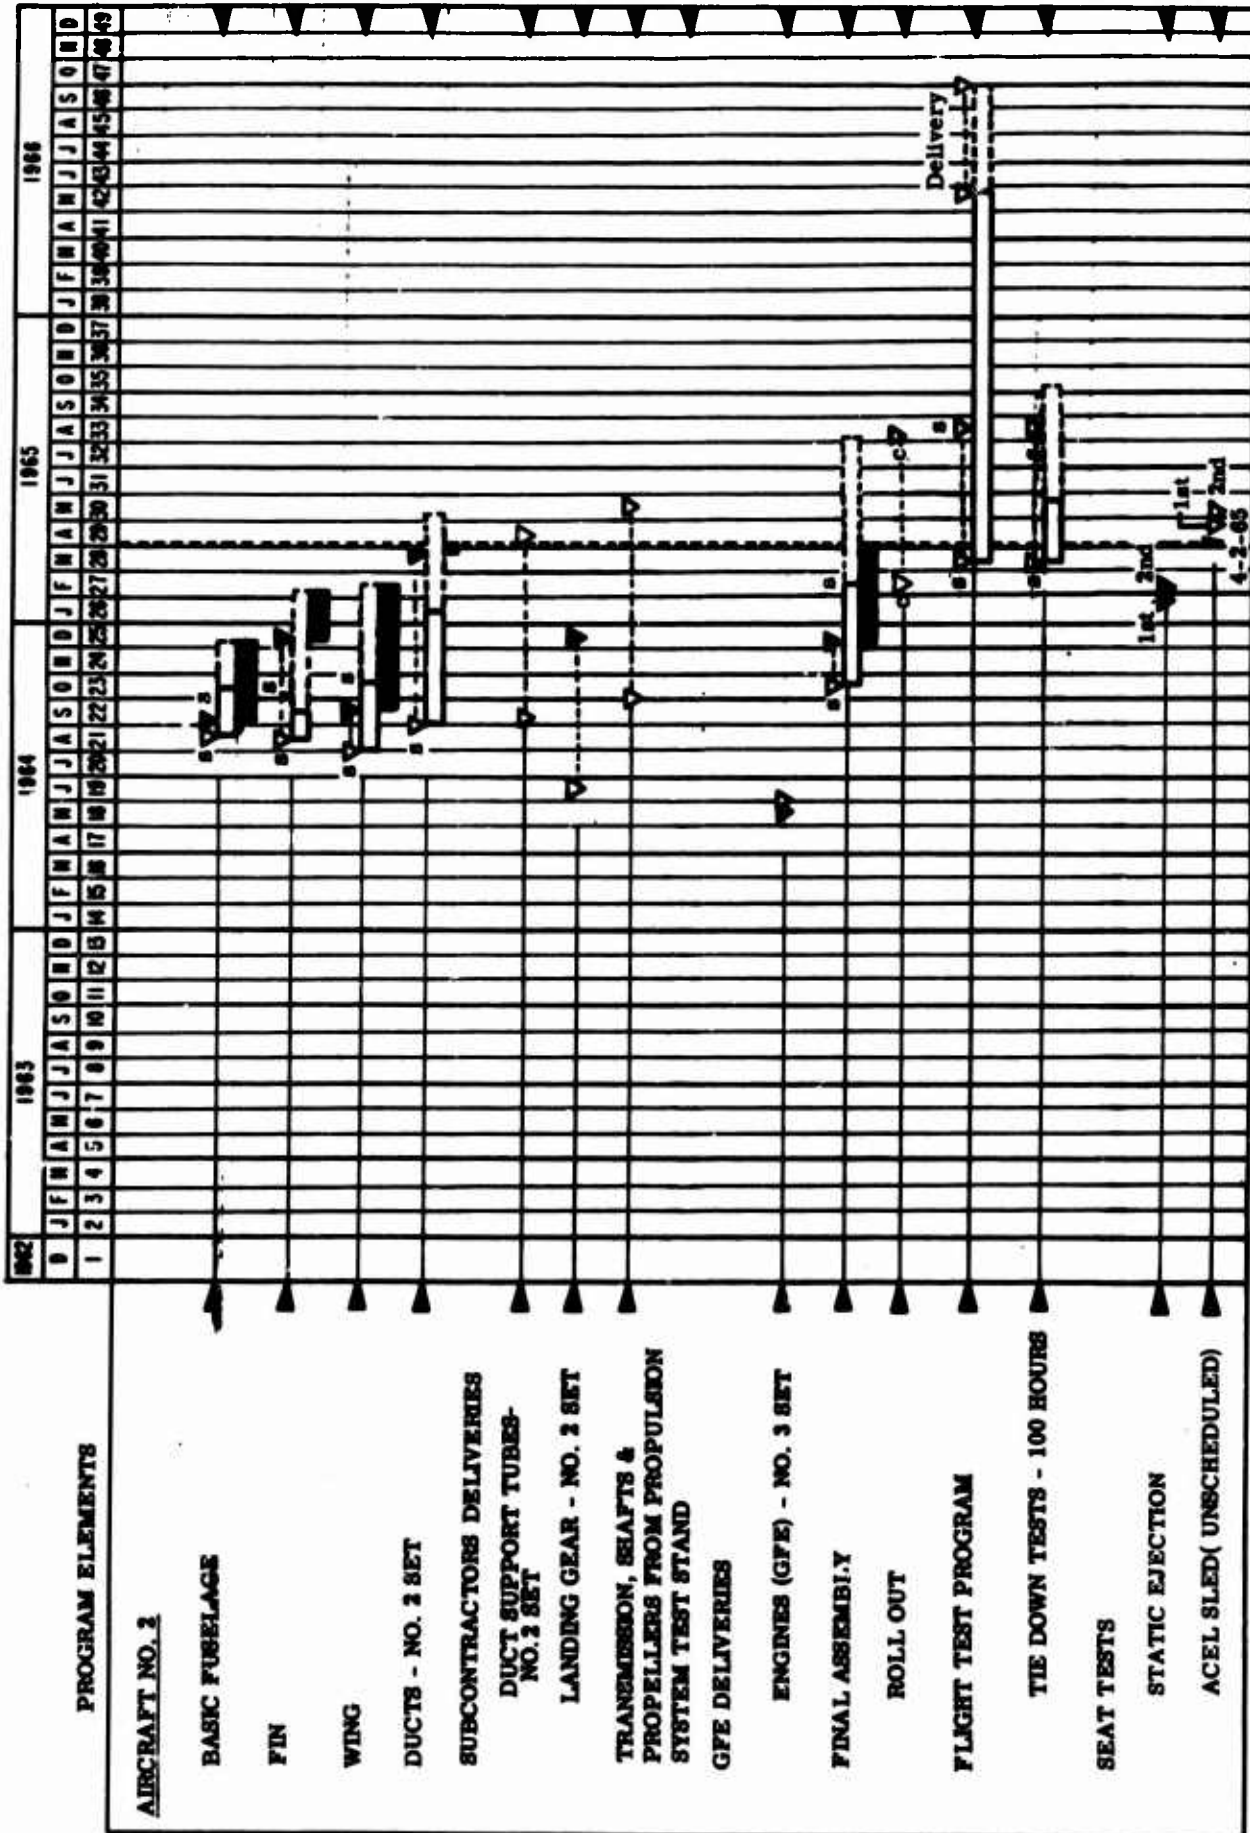 PROGRAM ELEMENTS
1962 1963 1964 1965 1966
D J F M A M J J A S O N D J F M A M J J A S O N D J F M A M J J A S O N D J F M A M J J A S O N D
1 2 3 4 5 6 7 8 9 10 11 12 13 14 15 16 17 18 19 20 21 22 23 24 25 26 27 28 29 30 31 32 33 34 35 36 37 38 39 40 41 42 43 44 45 46 47 48 49
AIRCRAFT NO. 2
BASIC FUSELAGE
S S
FIN
S S
WING
S S
DUCTS - NO. 2 SET
S
SUBCONTRACTORS DELIVERIES
DUCT SUPPORT TUBES-
NO.2 SET
LANDING GEAR - NO. 2 SET
TRANSMISSION, SHAFTS &
PROPELLERS FROM PROPULSION
SYSTEM TEST STAND
GFE DELIVERIES
ENGINES (GFE) - NO. 3 SET
FINAL ASSEMBLY
S S
ROLL OUT
C C
FLIGHT TEST PROGRAM
S S Delivery
TIE DOWN TESTS - 100 HOURS
S
SEAT TESTS
STATIC EJECTION
1st 2nd
ACEL SLED( UNSCHEDULED)
1st 2nd
4-2-65